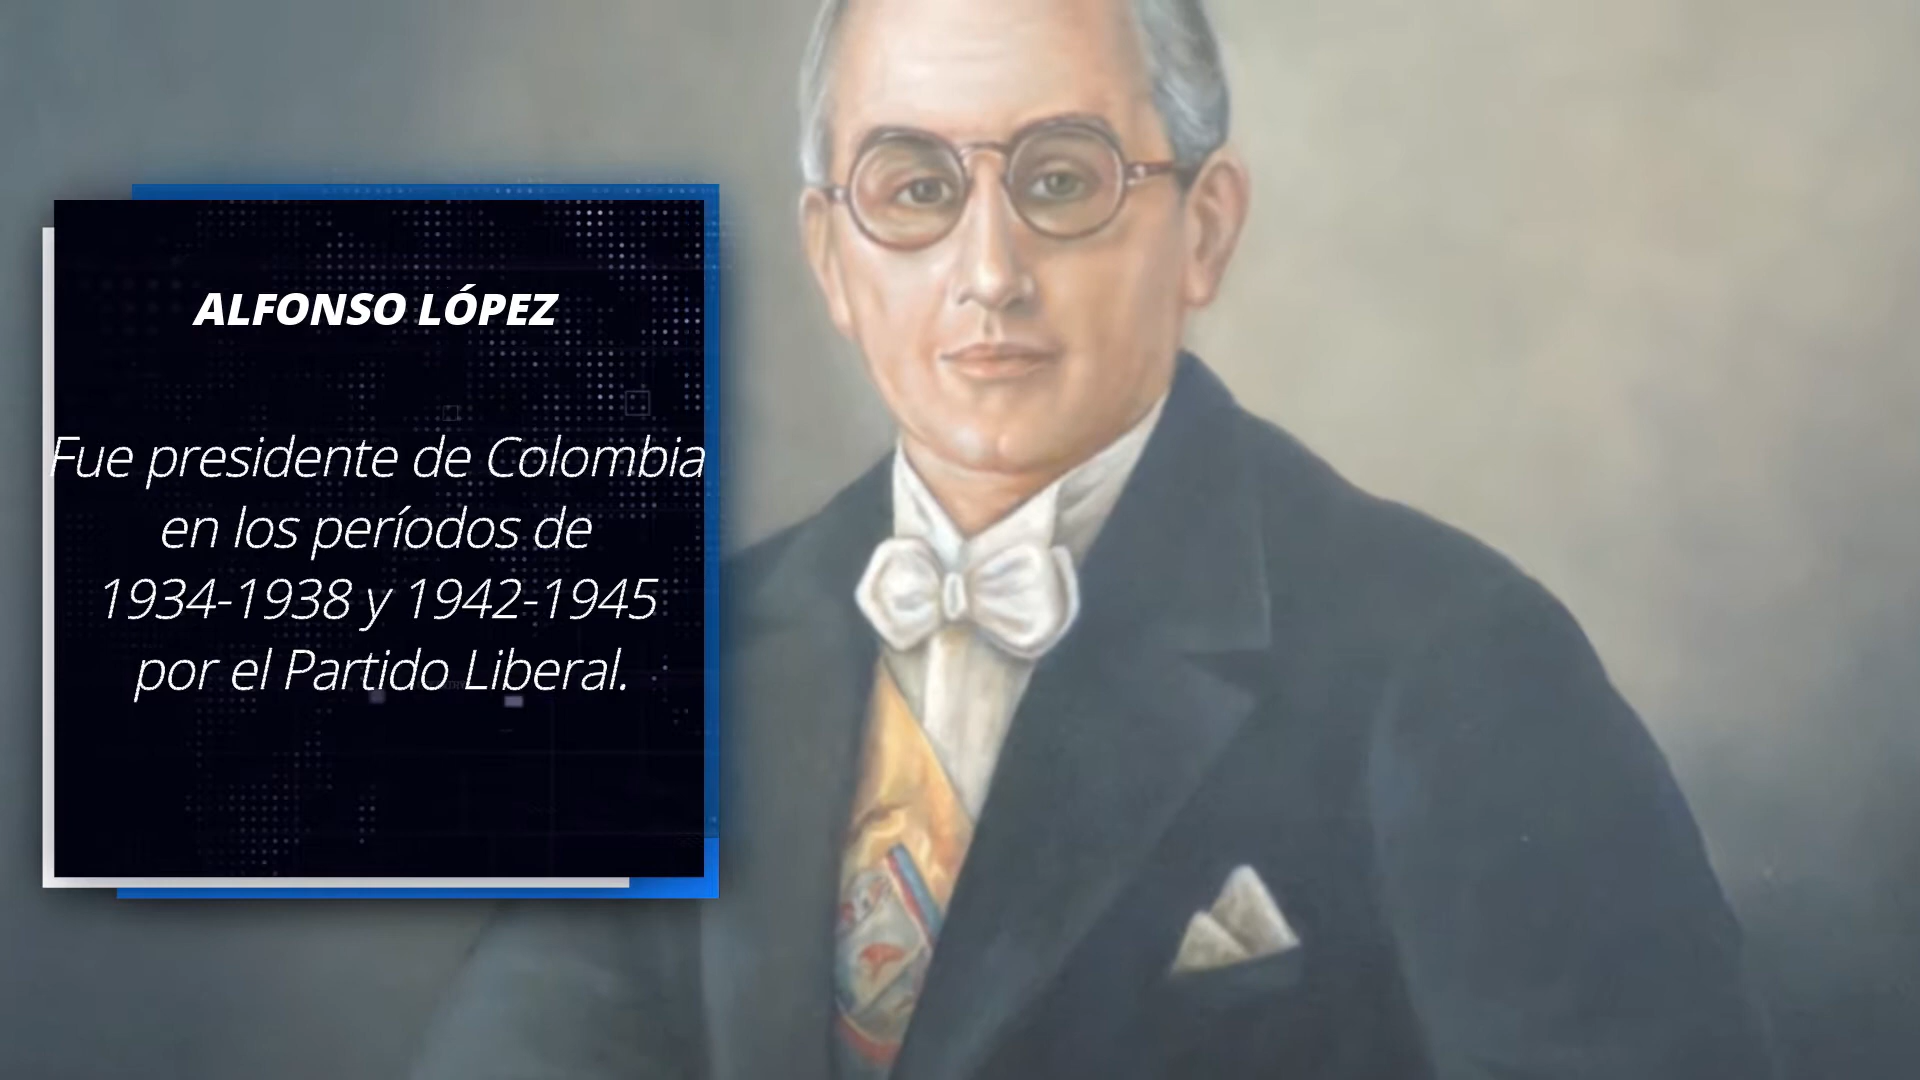 ALFONSO LÓPEZ
Fue presidente de Colombia
en los períodos de
1934-1938 y 1942-1945
por el Partido Liberal.